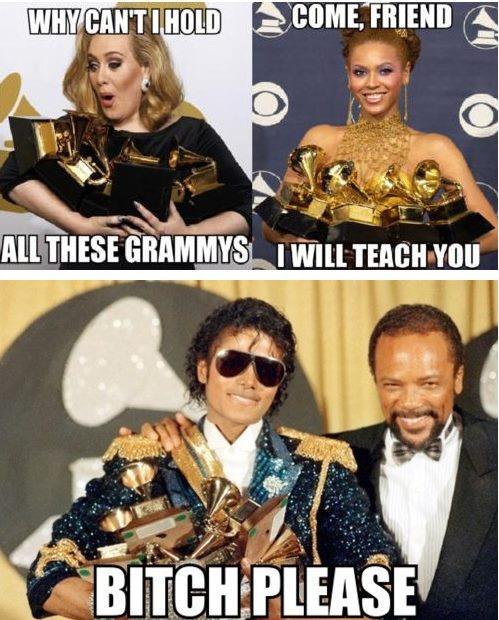 WHY CAN'T I HOLD
ALL THESE GRAMMYS
COME, FRIEND
I WILL TEACH YOU
BITCH PLEASE